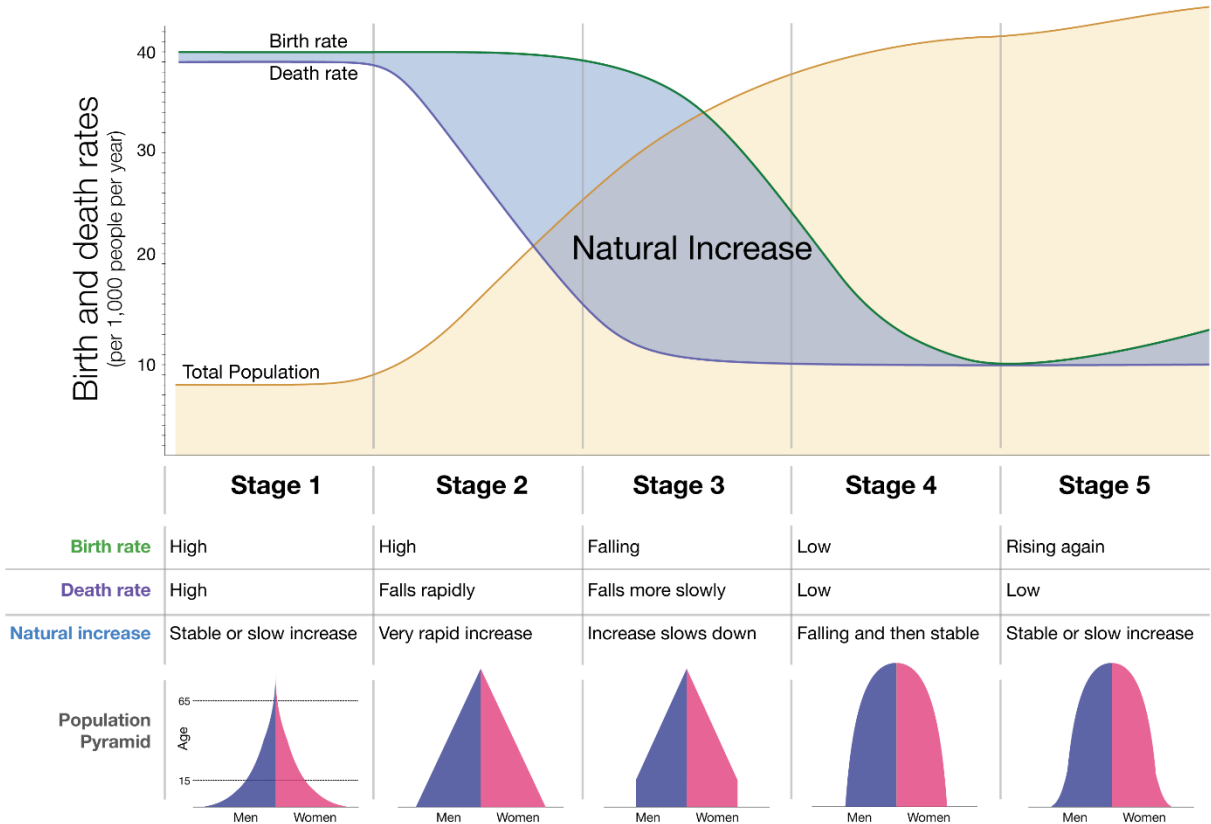 Birth and death rates
(per 1,000 people per year)
40
30
20
10
Birth rate
Death rate
Natural Increase
Total Population
Stage 1 Stage 2 Stage 3 Stage 4 Stage 5
Birth rate High High Falling Low Rising again
Death rate High Falls rapidly Falls more slowly Low Low
Natural increase Stable or slow increase Very rapid increase Increase slows down Falling and then stable Stable or slow increase
Population
Pyramid
Age
65
15
Men Women Men Women Men Women Men Women Men Women